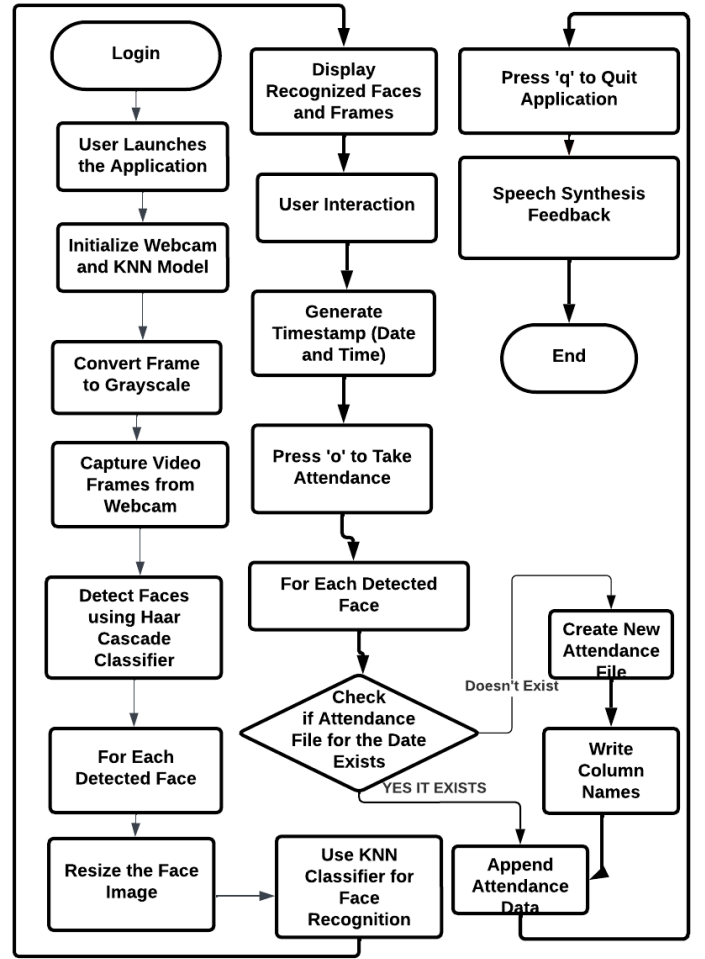 Login
User Launches
the Application
Initialize Webcam
and KNN Model
Convert Frame
to Grayscale
Capture Video
Frames from
Webcam
Detect Faces
using Haar
Cascade
Classifier
For Each
Detected Face
Resize the Face
Image
Use KNN
Classifier for
Face
Recognition
Display
Recognized Faces
and Frames
User Interaction
Generate
Timestamp (Date
and Time)
Press 'o' to Take
Attendance
For Each Detected
Face
Check
if Attendance
File for the Date
Exists
Doesn't Exist
Create New
Attendance
File
Write
Column
Names
YES IT EXISTS
Append
Attendance
Data
Press 'q' to Quit
Application
Speech Synthesis
Feedback
End